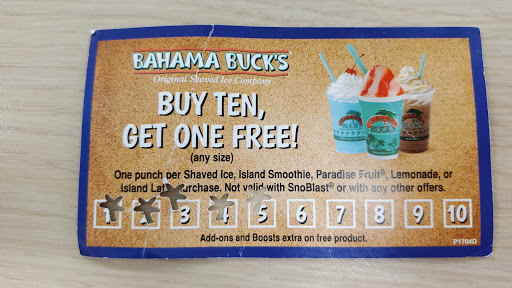 BAHAMA BUCK'S
Original Shaved Ice Company
BUY TEN,
GET ONE FREE!
(any size)
One punch per Shaved Ice, Island Smoothie, Paradise Fruit®, Lemonade, or
Island Purchase. Not valid with SnoBlast® or with any other offers.
1 3 4 5 6 7 8 9 10
Add-ons and Boosts extra on free product.
P1704D
BUCK'S